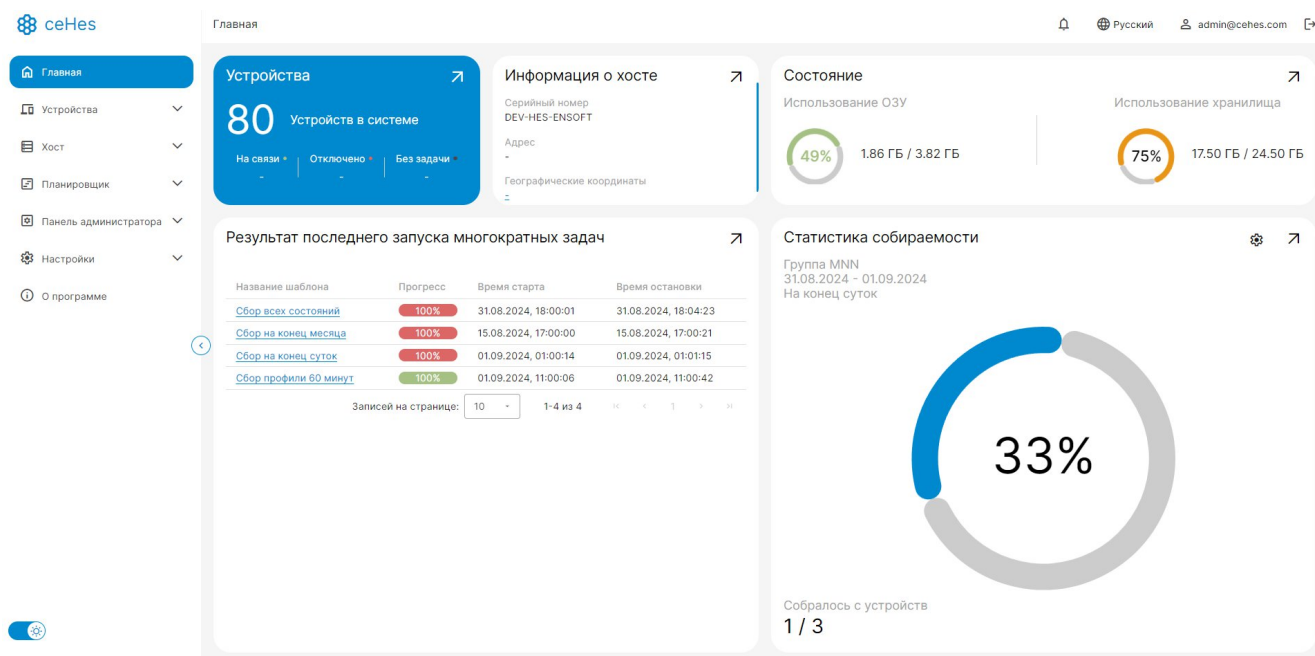 ceHes
Главная
Русский
admin@cehes.com
Главная
Устройства
Хост
Планировщик
Панель администратора
Настройки
О программе
Устройства
80 Устройств в системе
На связи Отключено Без задачи
- - -
Информация о хосте
Серийный номер
DEV-HES-ENSOFT
Адрес
-
Географические координаты
-
Состояние
Использование ОЗУ
49% 1.86 ГБ / 3.82 ГБ
Использование хранилища
75% 17.50 ГБ / 24.50 ГБ
Результат последнего запуска многократных задач
Название шаблона Прогресс Время старта Время остановки
Сбор всех состояний 100% 31.08.2024, 18:00:01 31.08.2024, 18:04:23
Сбор на конец месяца 100% 15.08.2024, 17:00:00 15.08.2024, 17:00:21
Сбор на конец суток 100% 01.09.2024, 01:00:14 01.09.2024, 01:01:15
Сбор профили 60 минут 100% 01.09.2024, 11:00:06 01.09.2024, 11:00:42
Записей на странице: 10 1-4 из 4 1
Статистика собираемости
Группа MNN
31.08.2024 - 01.09.2024
На конец суток
33%
Собралось с устройств
1 / 3